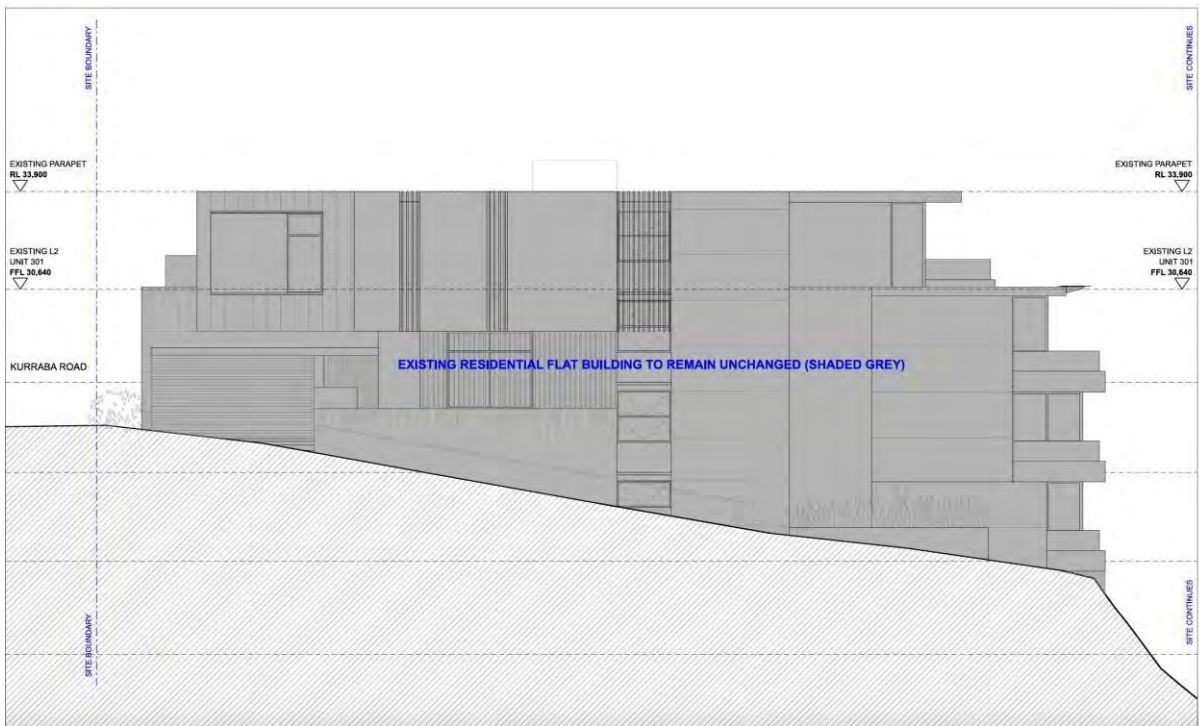 SITE BOUNDARY
SITE CONTINUES
EXISTING PARAPET
RL 33,900
EXISTING PARAPET
RL 33,900
EXISTING L2
UNIT 301
FFL 30,640
EXISTING L2
UNIT 301
FFL 30,640
KURRABA ROAD
EXISTING RESIDENTIAL FLAT BUILDING TO REMAIN UNCHANGED (SHADED GREY)
SITE BOUNDARY
SITE CONTINUES